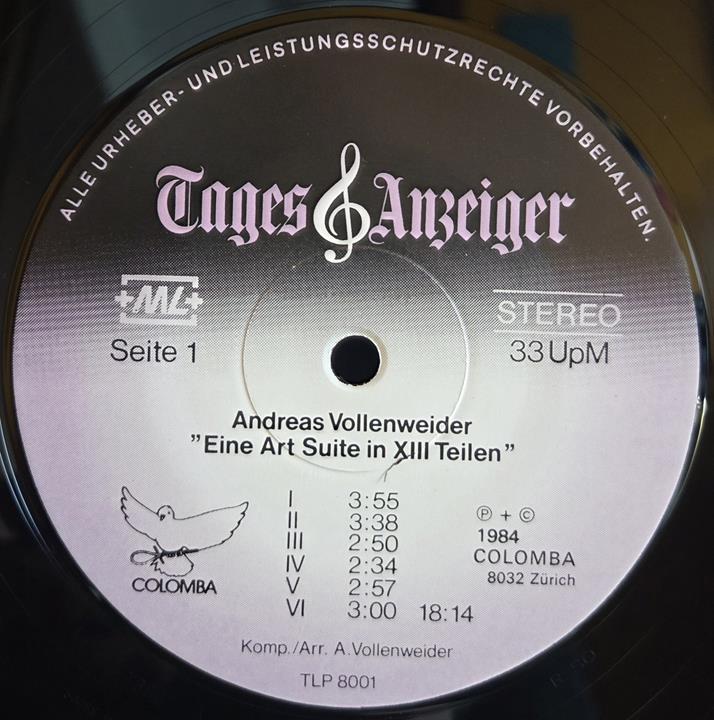 ALLE URHEBER- UND LEISTUNGSSCHUTZRECHTE VORBEHALTEN.
Tages Anzeiger
+ML+ STEREO
Seite 1 33 UpM
Andreas Vollenweider
"Eine Art Suite in XIII Teilen"
I 3:55
II 3:38
III 2:50
IV 2:34
V 2:57
VI 3:00 18:14
COLOMBA
Ⓟ + ©
1984
COLOMBA
8032 Zürich
Komp./Arr. A.Vollenweider
TLP 8001